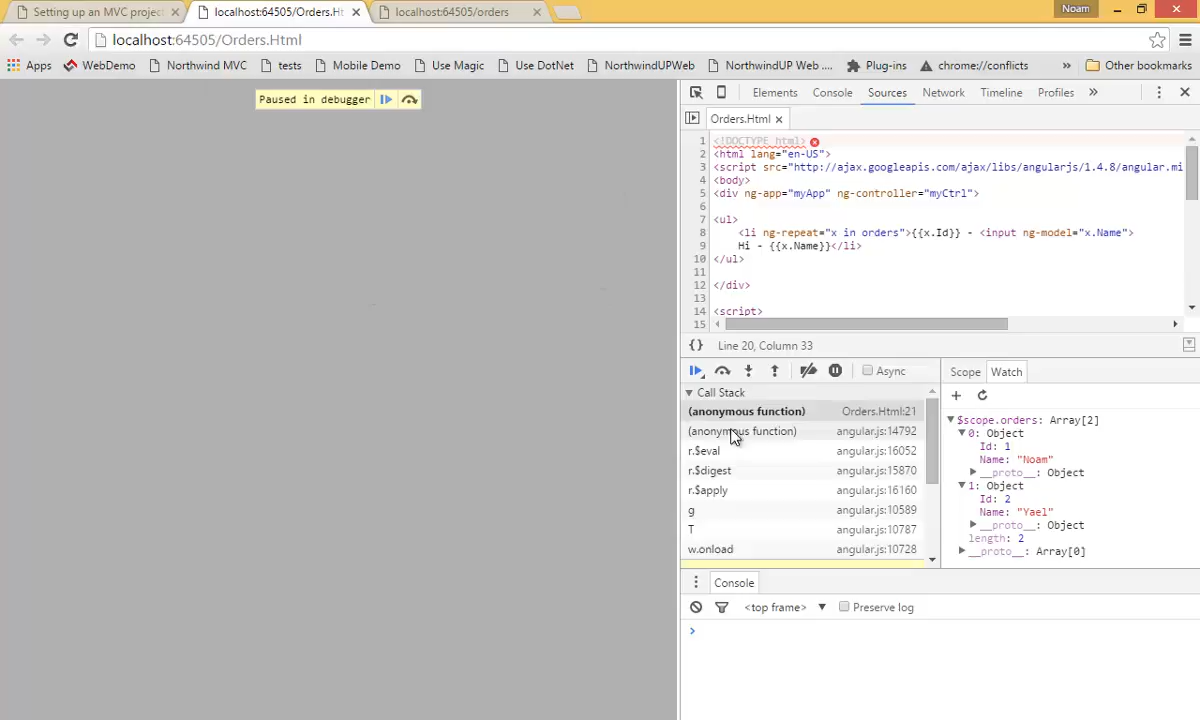 Setting up an MVC projec
localhost:64505/Orders.Ht
localhost:64505/orders
Noam
localhost:64505/Orders.Html
Apps
WebDemo
Northwind MVC
tests
Mobile Demo
Use Magic
Use DotNet
NorthwindUPWeb
NorthwindUP Web ....
Plug-ins
chrome://conflicts
»
Other bookmarks
Paused in debugger
Elements
Console
Sources
Network
Timeline
Profiles
»
Orders.Html
1 <!DOCTYPE html>
2 <html lang="en-US">
3 <script src="http://ajax.googleapis.com/ajax/libs/angularjs/1.4.8/angular.mi
4 <body>
5 <div ng-app="myApp" ng-controller="myCtrl">
6
7 <ul>
8 <li ng-repeat="x in orders">{{x.Id}} - <input ng-model="x.Name">
9 Hi - {{x.Name}}</li>
10 </ul>
11
12 </div>
13
14 <script>
15
{} Line 20, Column 33
Async
Call Stack
(anonymous function) Orders.Html:21
(anonymous function) angular.js:14792
r.$eval angular.js:16052
r.$digest angular.js:15870
r.$apply angular.js:16160
g angular.js:10589
T angular.js:10787
w.onload angular.js:10728
Scope
Watch
$scope.orders: Array[2]
0: Object
Id: 1
Name: "Noam"
__proto__: Object
1: Object
Id: 2
Name: "Yael"
__proto__: Object
length: 2
__proto__: Array[0]
Console
<top frame>
Preserve log